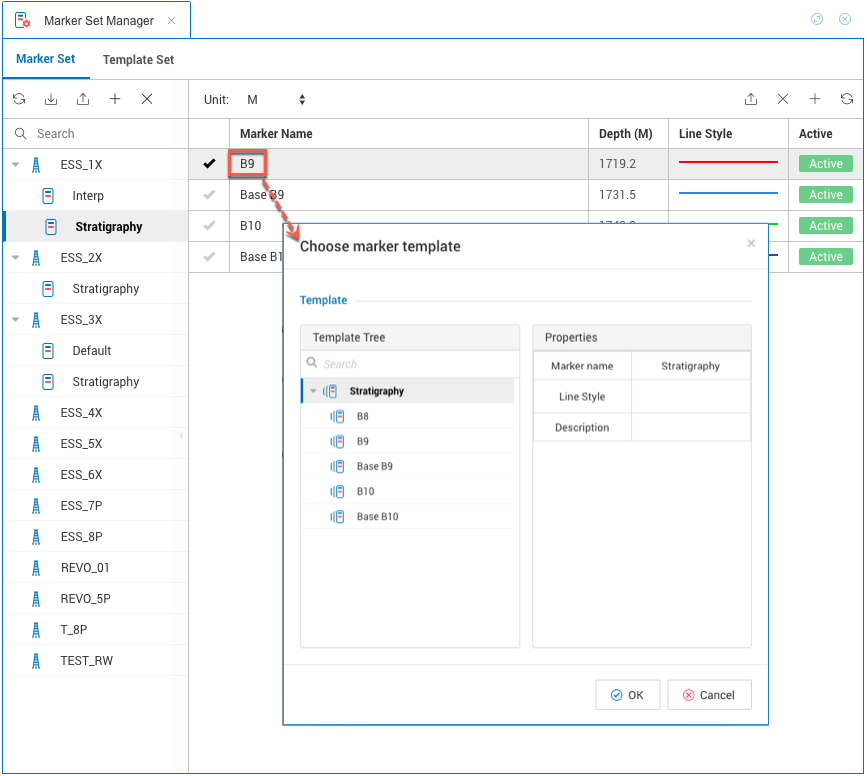 Marker Set Manager
Marker Set Template Set
Unit: M
Search
Marker Name Depth (M) Line Style Active
ESS_1X
Interp
Stratigraphy
ESS_2X
Stratigraphy
ESS_3X
Default
Stratigraphy
ESS_4X
ESS_5X
ESS_6X
ESS_7P
ESS_8P
REVO_01
REVO_5P
T_8P
TEST_RW
B9 1719.2 Active
Base B9 1731.5 Active
B10 Active
Base Active
Choose marker template
Template
Template Tree
Search
Stratigraphy
B8
B9
Base B9
B10
Base B10
Properties
Marker name Stratigraphy
Line Style
Description
OK Cancel